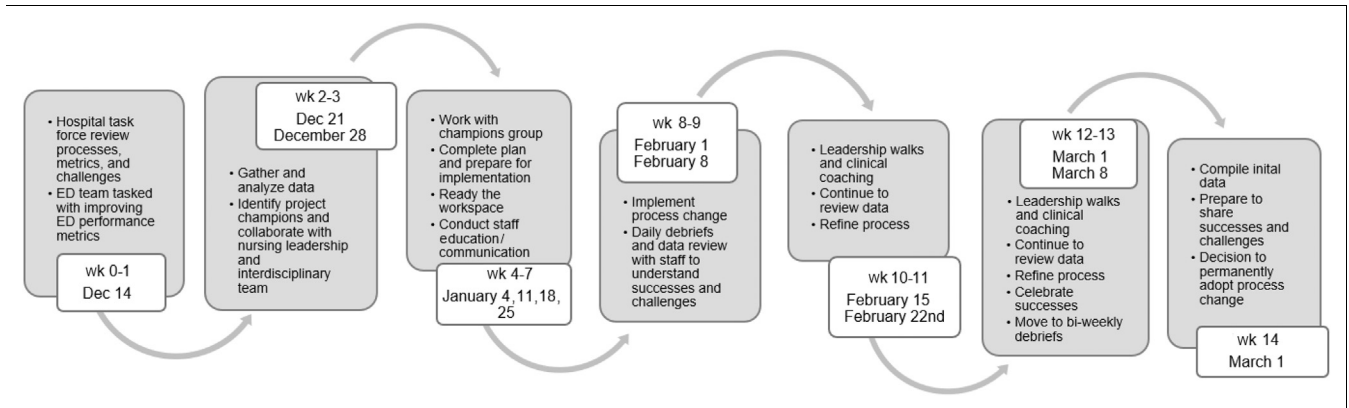 • Hospital task
force review
processes,
metrics, and
challenges
• ED team tasked
with improving
ED performance
metrics
wk 0-1
Dec 14
wk 2-3
Dec 21
December 28
• Gather and
analyze data
• Identify project
champions and
collaborate with
nursing leadership
and
interdisciplinary
team
• Work with
champions group
• Complete plan
and prepare for
implementation
• Ready the
workspace
• Conduct staff
education/
communication
wk 4-7
January 4,11,18,
25
wk 8-9
February 1
February 8
• Implement
process change
• Daily debriefs
and data review
with staff to
understand
successes and
challenges
• Leadership walks
and clinical
coaching
• Continue to
review data
• Refine process
wk 10-11
February 15
February 22nd
wk 12-13
March 1
March 8
• Leadership walks
and clinical
coaching
• Continue to
review data
• Refine process
• Celebrate
successes
• Move to bi-weekly
debriefs
• Compile inital
data
• Prepare to
share
successes and
challenges
• Decision to
permanently
adopt process
change
wk 14
March 1